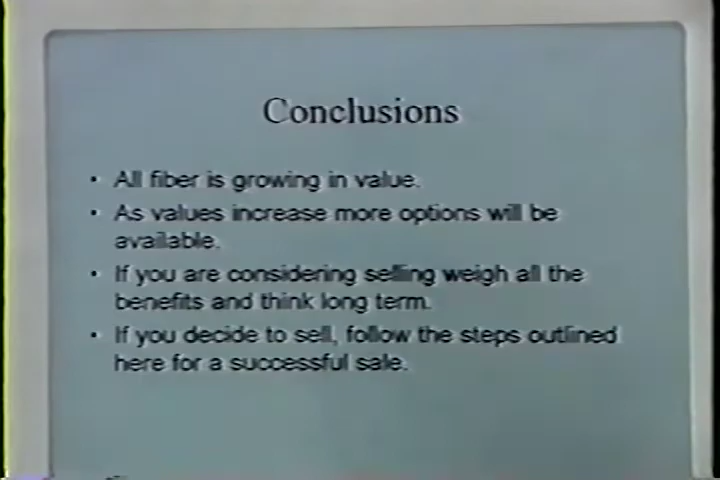 Conclusions
• All fiber is growing in value.
• As values increase more options will be
available.
• If you are considering selling weigh all the
benefits and think long term.
• If you decide to sell, follow the steps outlined
here for a successful sale.